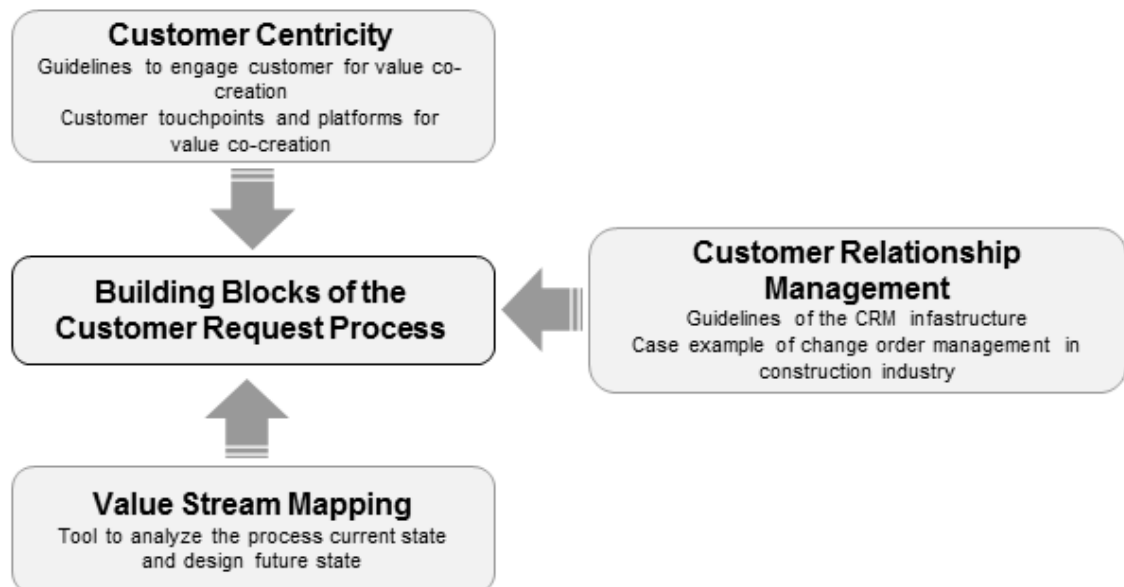 Customer Centricity
Guidelines to engage customer for value co-
creation
Customer touchpoints and platforms for
value co-creation
Building Blocks of the
Customer Request Process
Customer Relationship
Management
Guidelines of the CRM infastructure
Case example of change order management in
construction industry
Value Stream Mapping
Tool to analyze the process current state
and design future state